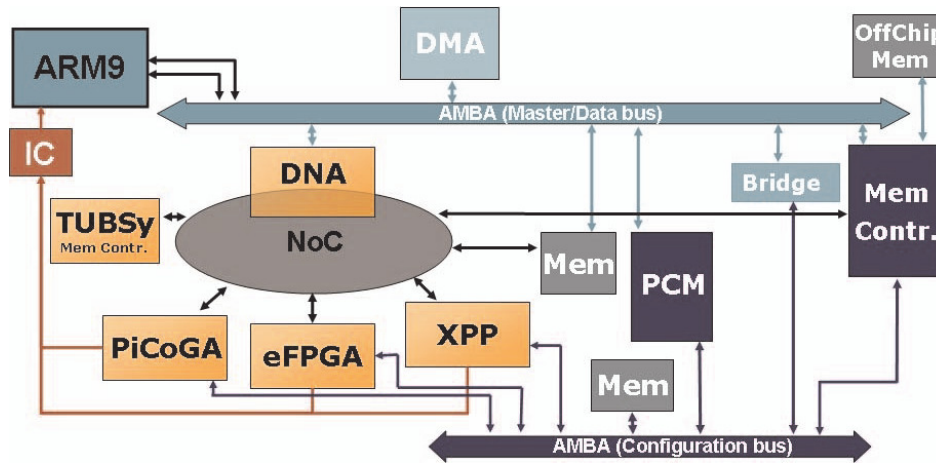 DMA
OffChip
Mem
ARM9
AMBA (Master/Data bus)
IC
DNA
Bridge
Mem
Contr.
TUBSy
Mem Contr.
NoC
Mem
PCM
PiCoGA
eFPGA
XPP
Mem
AMBA (Configuration bus)